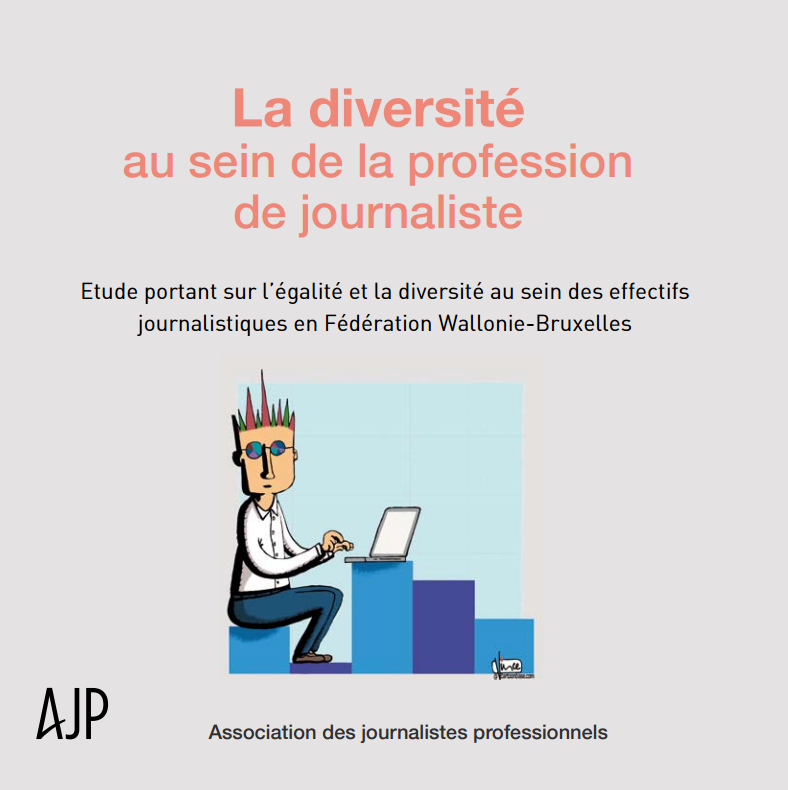 La diversité
au sein de la profession
de journaliste
Etude portant sur l'égalité et la diversité au sein des effectifs
journalistiques en Fédération Wallonie-Bruxelles
AJP
Association des journalistes professionnels